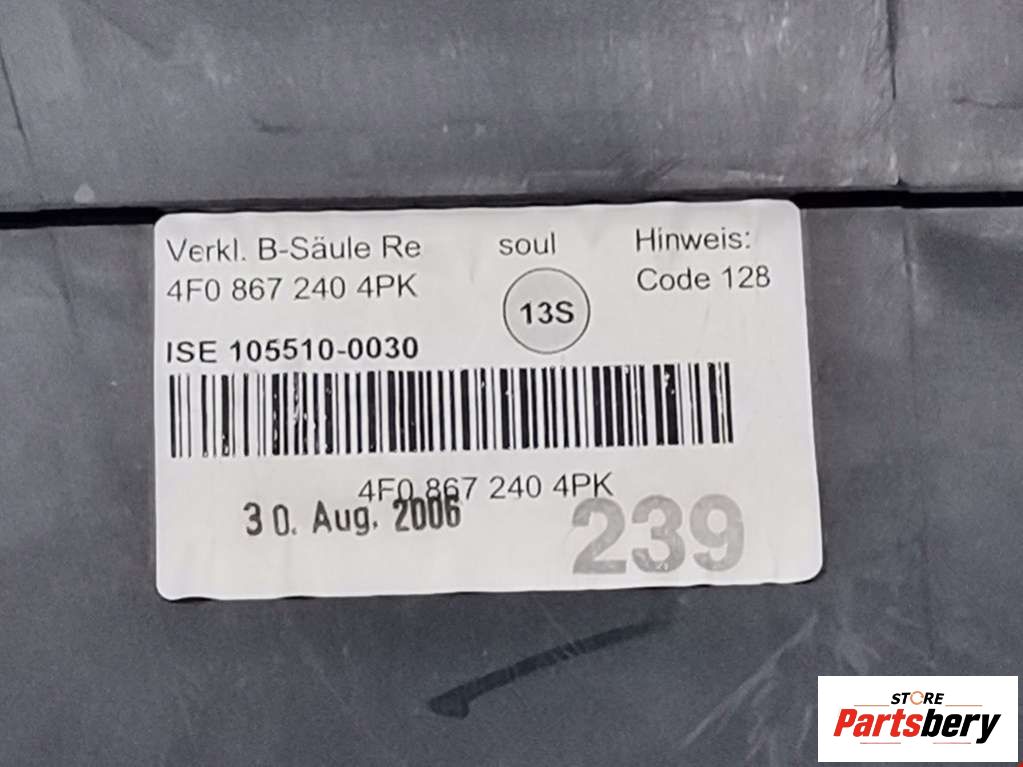 Verkl. B-Säule Re
4F0 867 240 4PK
soul
13S
Hinweis:
Code 128
ISE 105510-0030
4F0 867 240 4PK
30. Aug. 2006
239
STORE
Partsbery